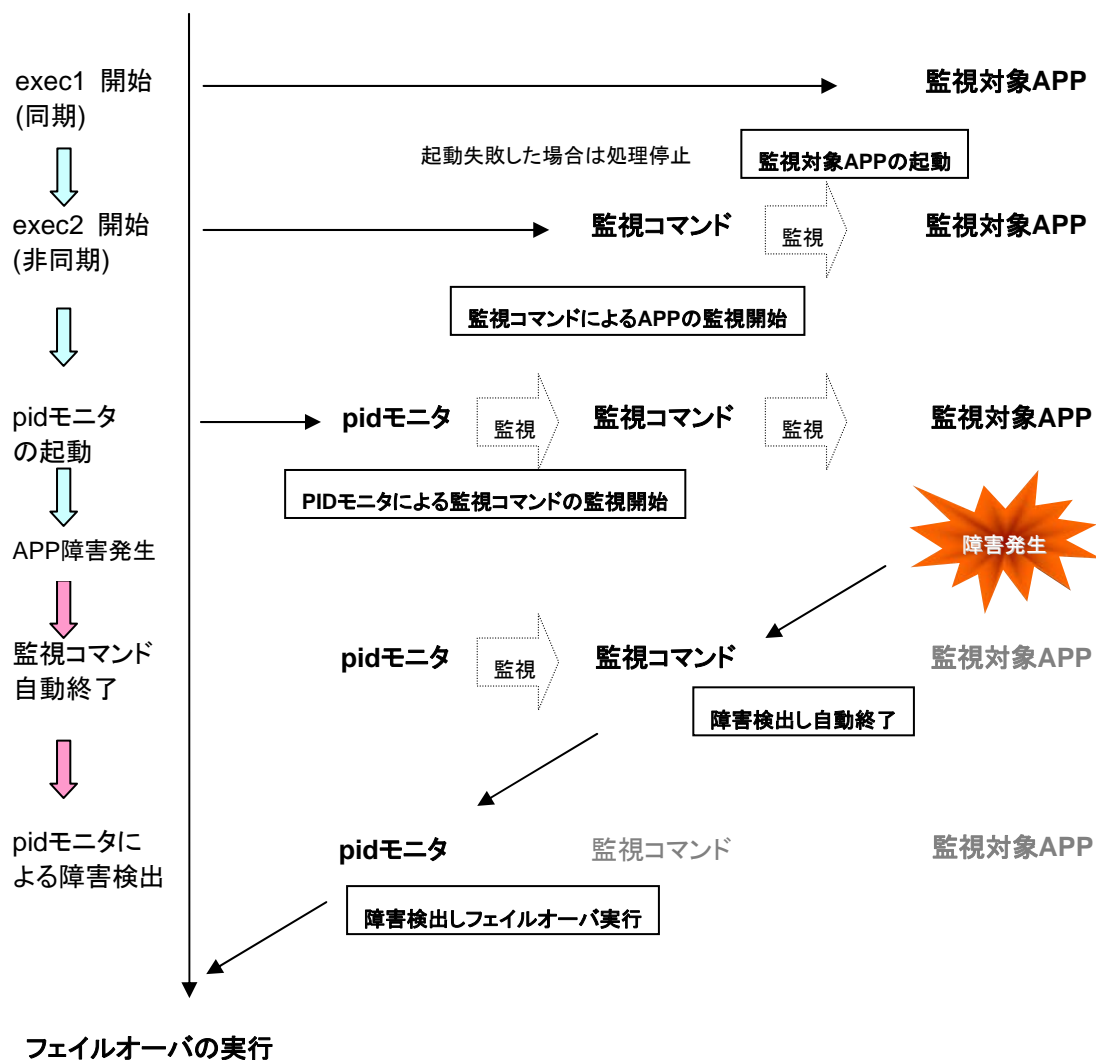 exec1 開始
(同期)
監視対象APP
起動失敗した場合は処理停止
監視対象APPの起動
exec2 開始
(非同期)
監視コマンド
監視
監視対象APP
監視コマンドによるAPPの監視開始
pidモニタ
の起動
pidモニタ
監視
監視コマンド
監視
監視対象APP
PIDモニタによる監視コマンドの監視開始
APP障害発生
障害発生
監視コマンド
自動終了
pidモニタ
監視
監視コマンド
監視対象APP
障害検出し自動終了
pidモニタに
よる障害検出
pidモニタ
監視コマンド
監視対象APP
障害検出しフェイルオーバ実行
フェイルオーバの実行